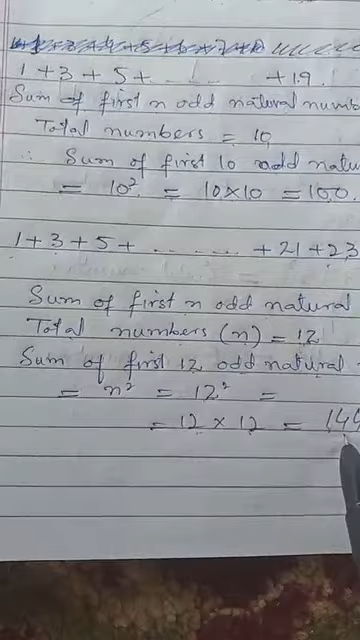 1 + 3 + 5 + ........ + 19.
Sum of first n odd natural numb
Total numbers = 10
∴ Sum of first 10 odd natu
= 10² = 10×10 = 100.
1 + 3 + 5 + ......... + 21 + 23
Sum of first n odd natural
Total numbers (n) = 12
Sum of first 12 odd natural
= n² = 12² =
= 12 × 12 = 144